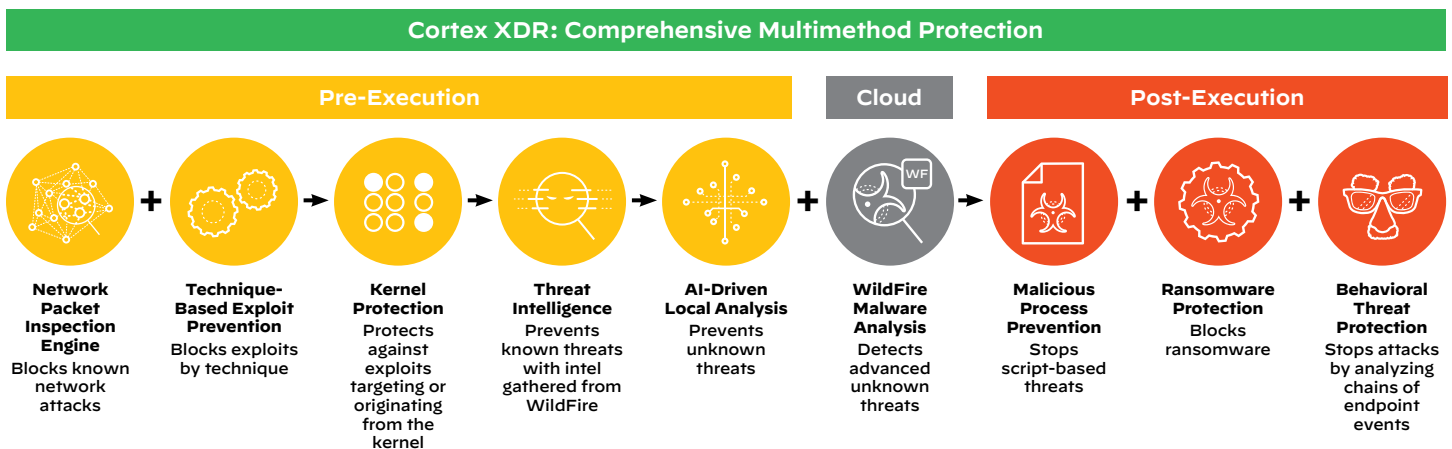 Cortex XDR: Comprehensive Multimethod Protection
Pre-Execution
Cloud
Post-Execution
WF
Network
Packet
Inspection
Engine
Blocks known
network
attacks
Technique-
Based Exploit
Prevention
Blocks exploits
by technique
Kernel
Protection
Protects
against
exploits
targeting or
originating
from the
kernel
Threat
Intelligence
Prevents
known threats
with intel
gathered from
WildFire
AI-Driven
Local Analysis
Prevents
unknown
threats
WildFire
Malware
Analysis
Detects
advanced
unknown
threats
Malicious
Process
Prevention
Stops
script-based
threats
Ransomware
Protection
Blocks
ransomware
Behavioral
Threat
Protection
Stops attacks
by analyzing
chains of
endpoint
events